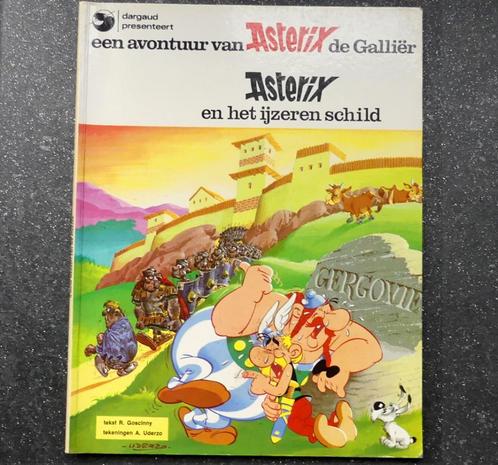 dargaud
presenteert
een avontuur van Asterix de Galliër
Asterix
en het ijzeren schild
GERGOVIE
tekst R. Goscinny
tekeningen A. Uderzo
UDERZO